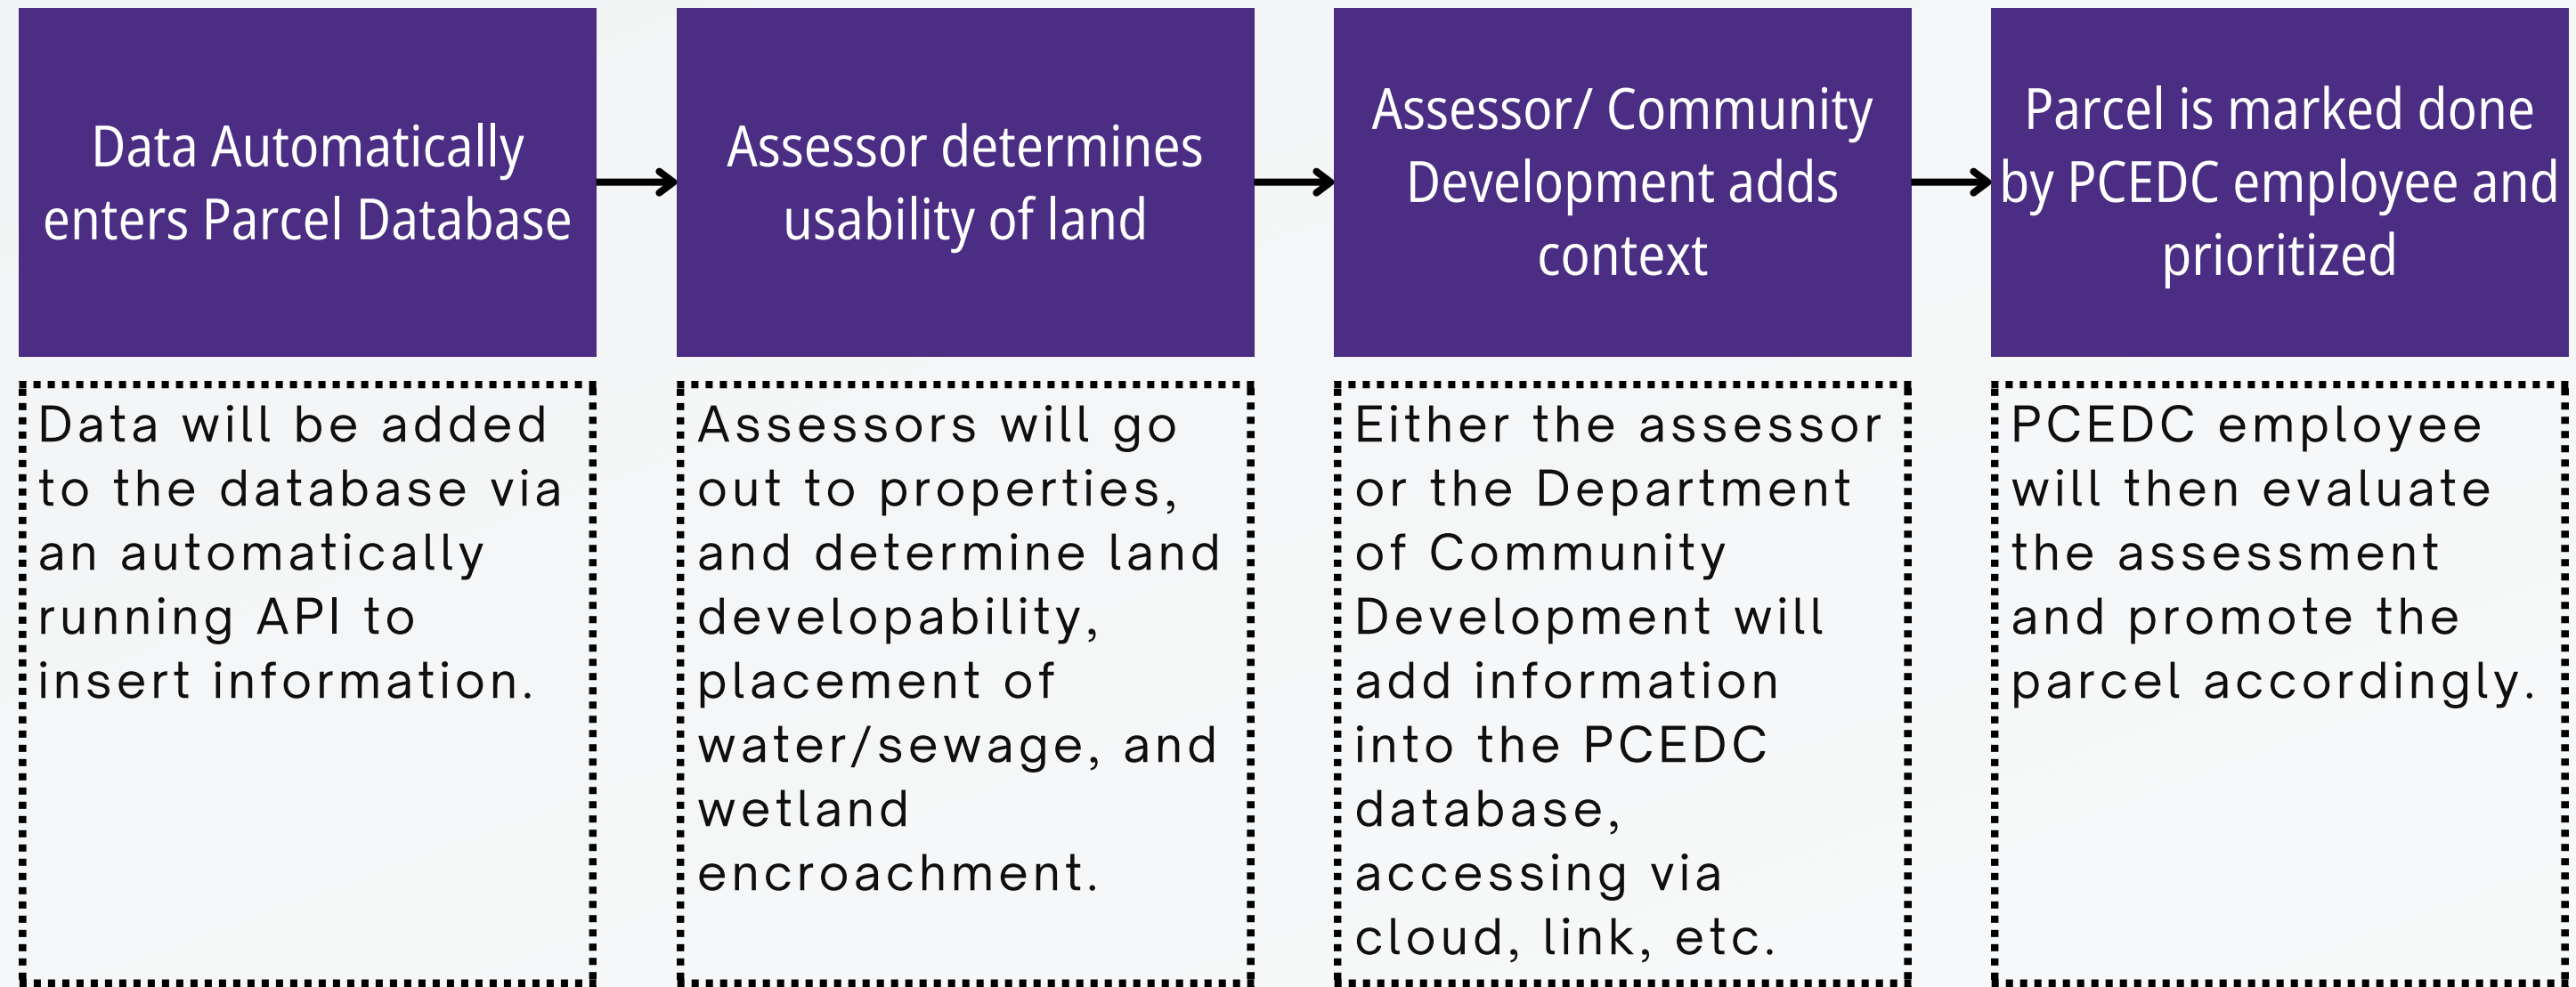 Data Automatically
enters Parcel Database
Assessor determines
usability of land
Assessor/ Community
Development adds
context
Parcel is marked done
by PCEDC employee and
prioritized
Data will be added
to the database via
an automatically
running API to
insert information.
Assessors will go
out to properties,
and determine land
developability,
placement of
water/sewage, and
wetland
encroachment.
Either the assessor
or the Department
of Community
Development will
add information
into the PCEDC
database,
accessing via
cloud, link, etc.
PCEDC employee
will then evaluate
the assessment
and promote the
parcel accordingly.